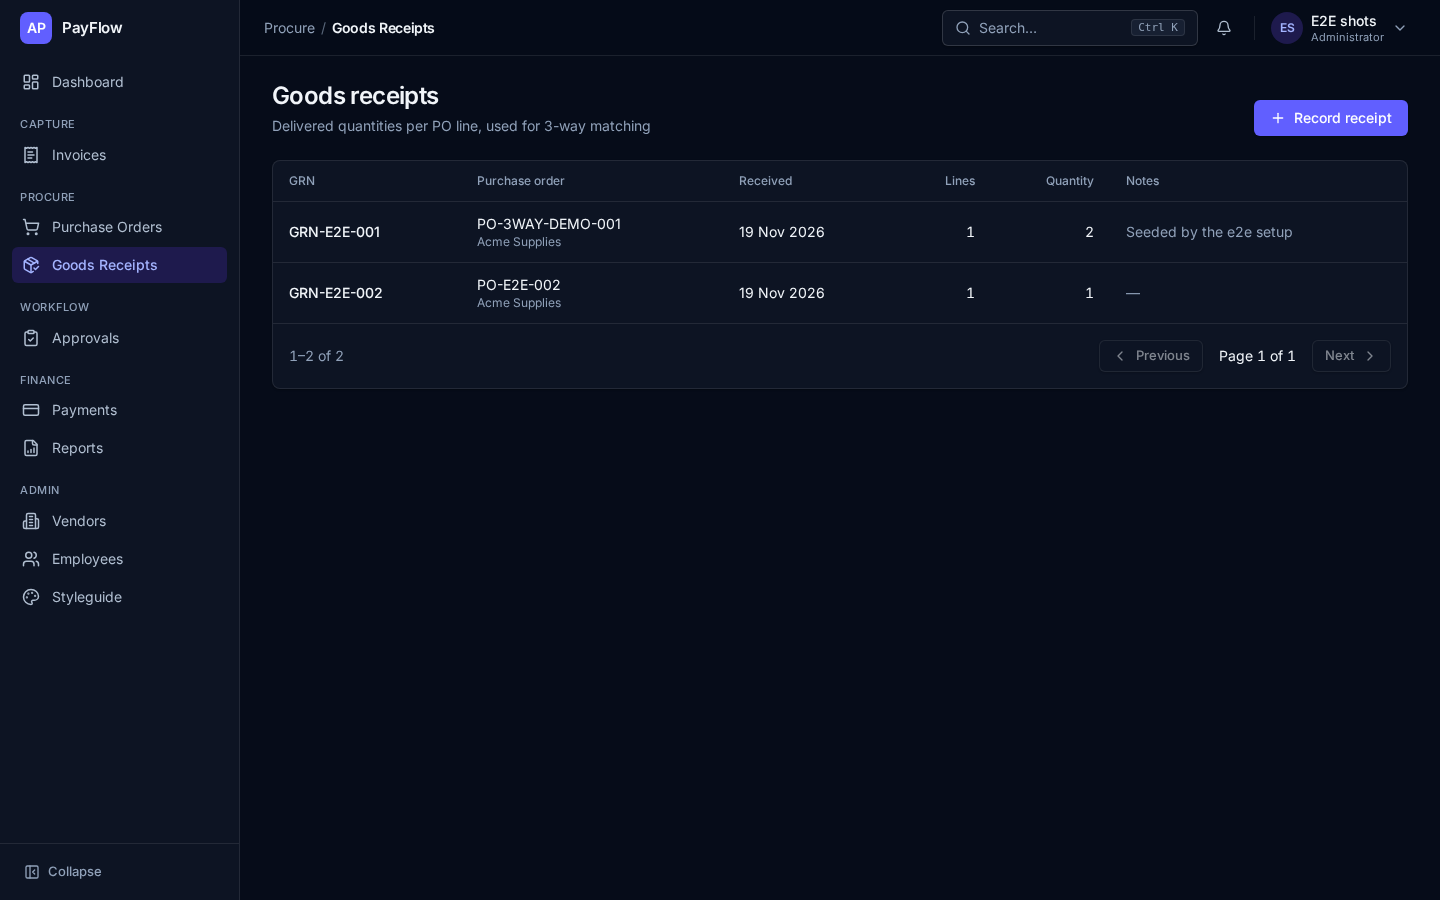 AP PayFlow
Procure / Goods Receipts
Search...
Ctrl K
ES
E2E shots
Administrator
Dashboard
CAPTURE
Invoices
PROCURE
Purchase Orders
Goods Receipts
WORKFLOW
Approvals
FINANCE
Payments
Reports
ADMIN
Vendors
Employees
Styleguide
Collapse
Goods receipts
Delivered quantities per PO line, used for 3-way matching
Record receipt
GRN Purchase order Received Lines Quantity Notes
GRN-E2E-001 PO-3WAY-DEMO-001 19 Nov 2026 1 2 Seeded by the e2e setup
Acme Supplies
GRN-E2E-002 PO-E2E-002 19 Nov 2026 1 1 —
Acme Supplies
1–2 of 2
Previous Page 1 of 1 Next